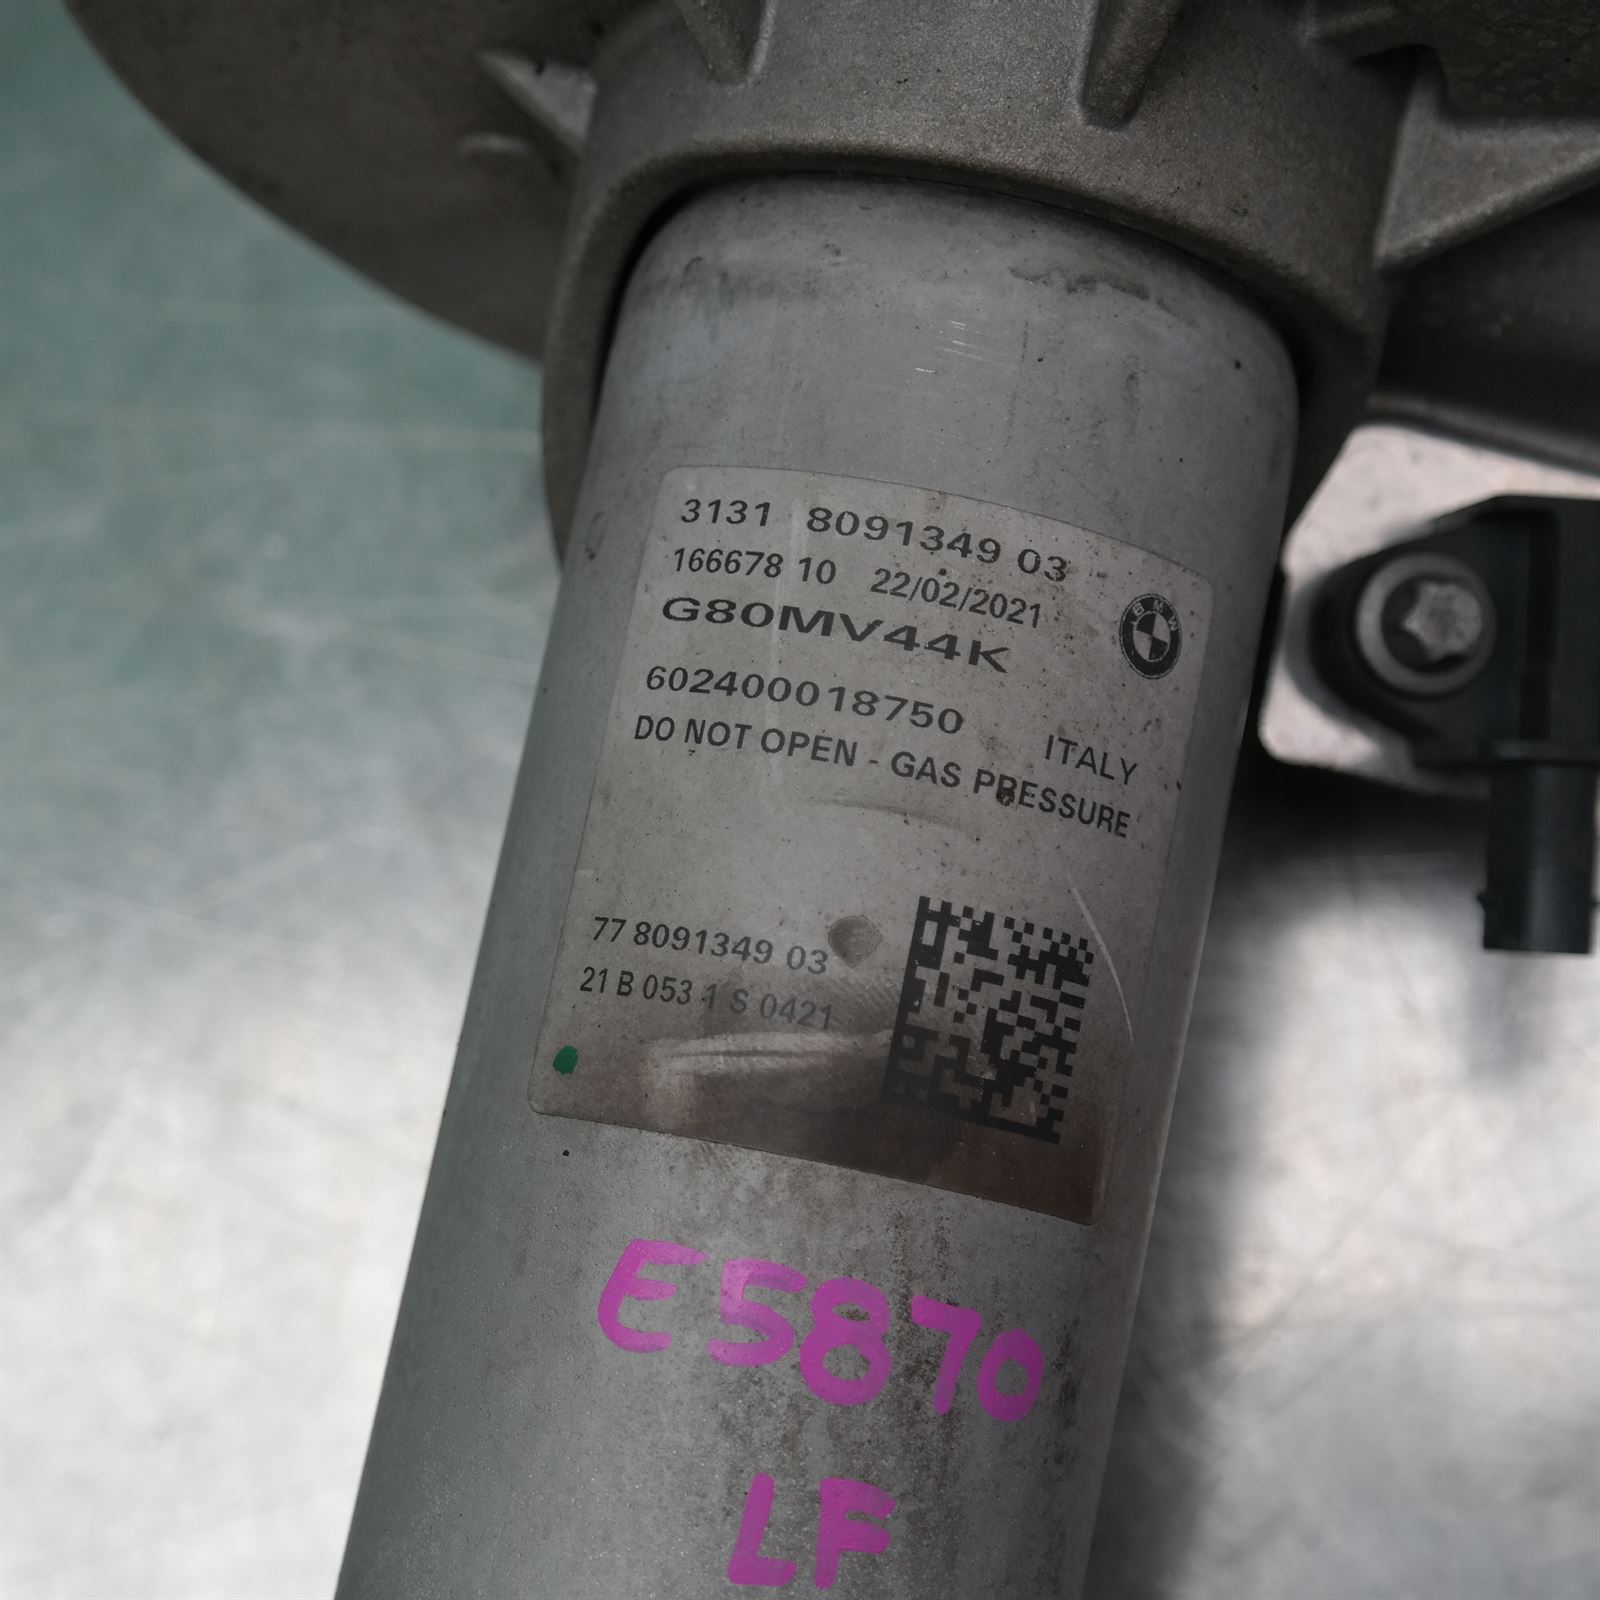 3131 8091349 03
166678 10 22/02/2021
BMW
G80MV44K
602400018750
ITALY
DO NOT OPEN - GAS PRESSURE
77 8091349 03
21 B 053 1 S 0421
E5870
LF